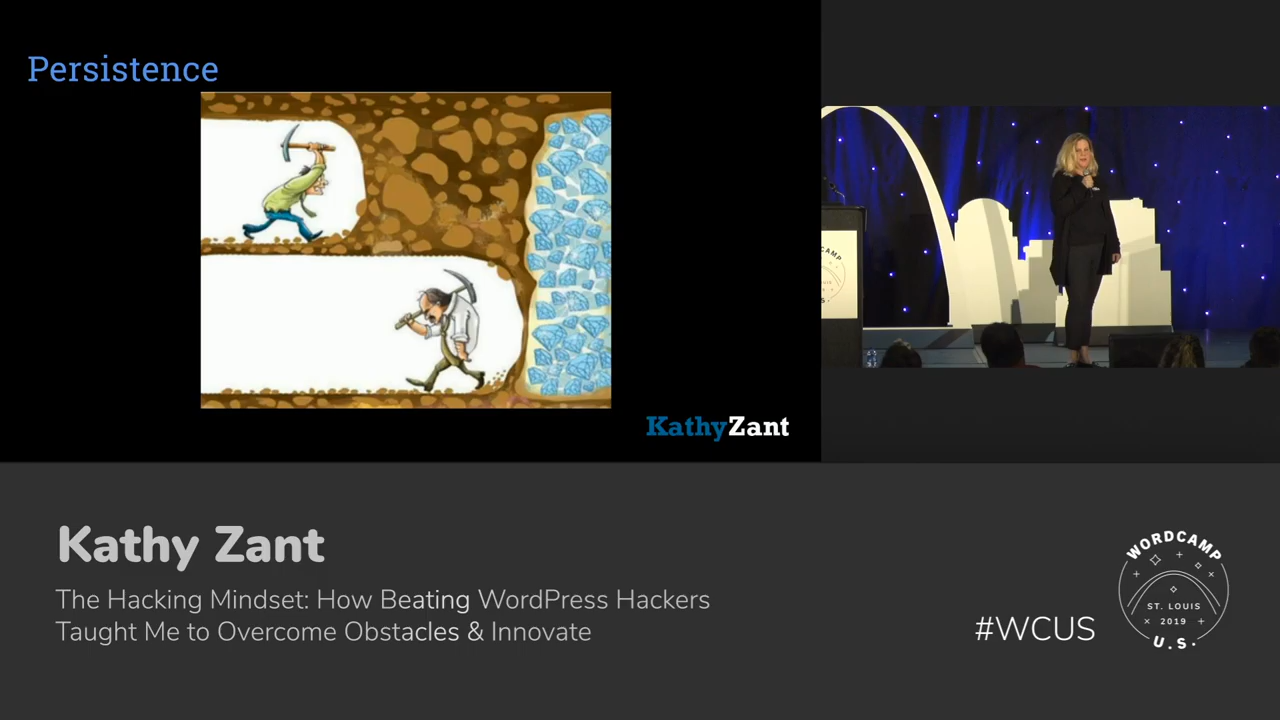 Persistence
KathyZant
Kathy Zant
The Hacking Mindset: How Beating WordPress Hackers
Taught Me to Overcome Obstacles & Innovate
#WCUS
WORDCAMP
ST. LOUIS
2019
U.S.